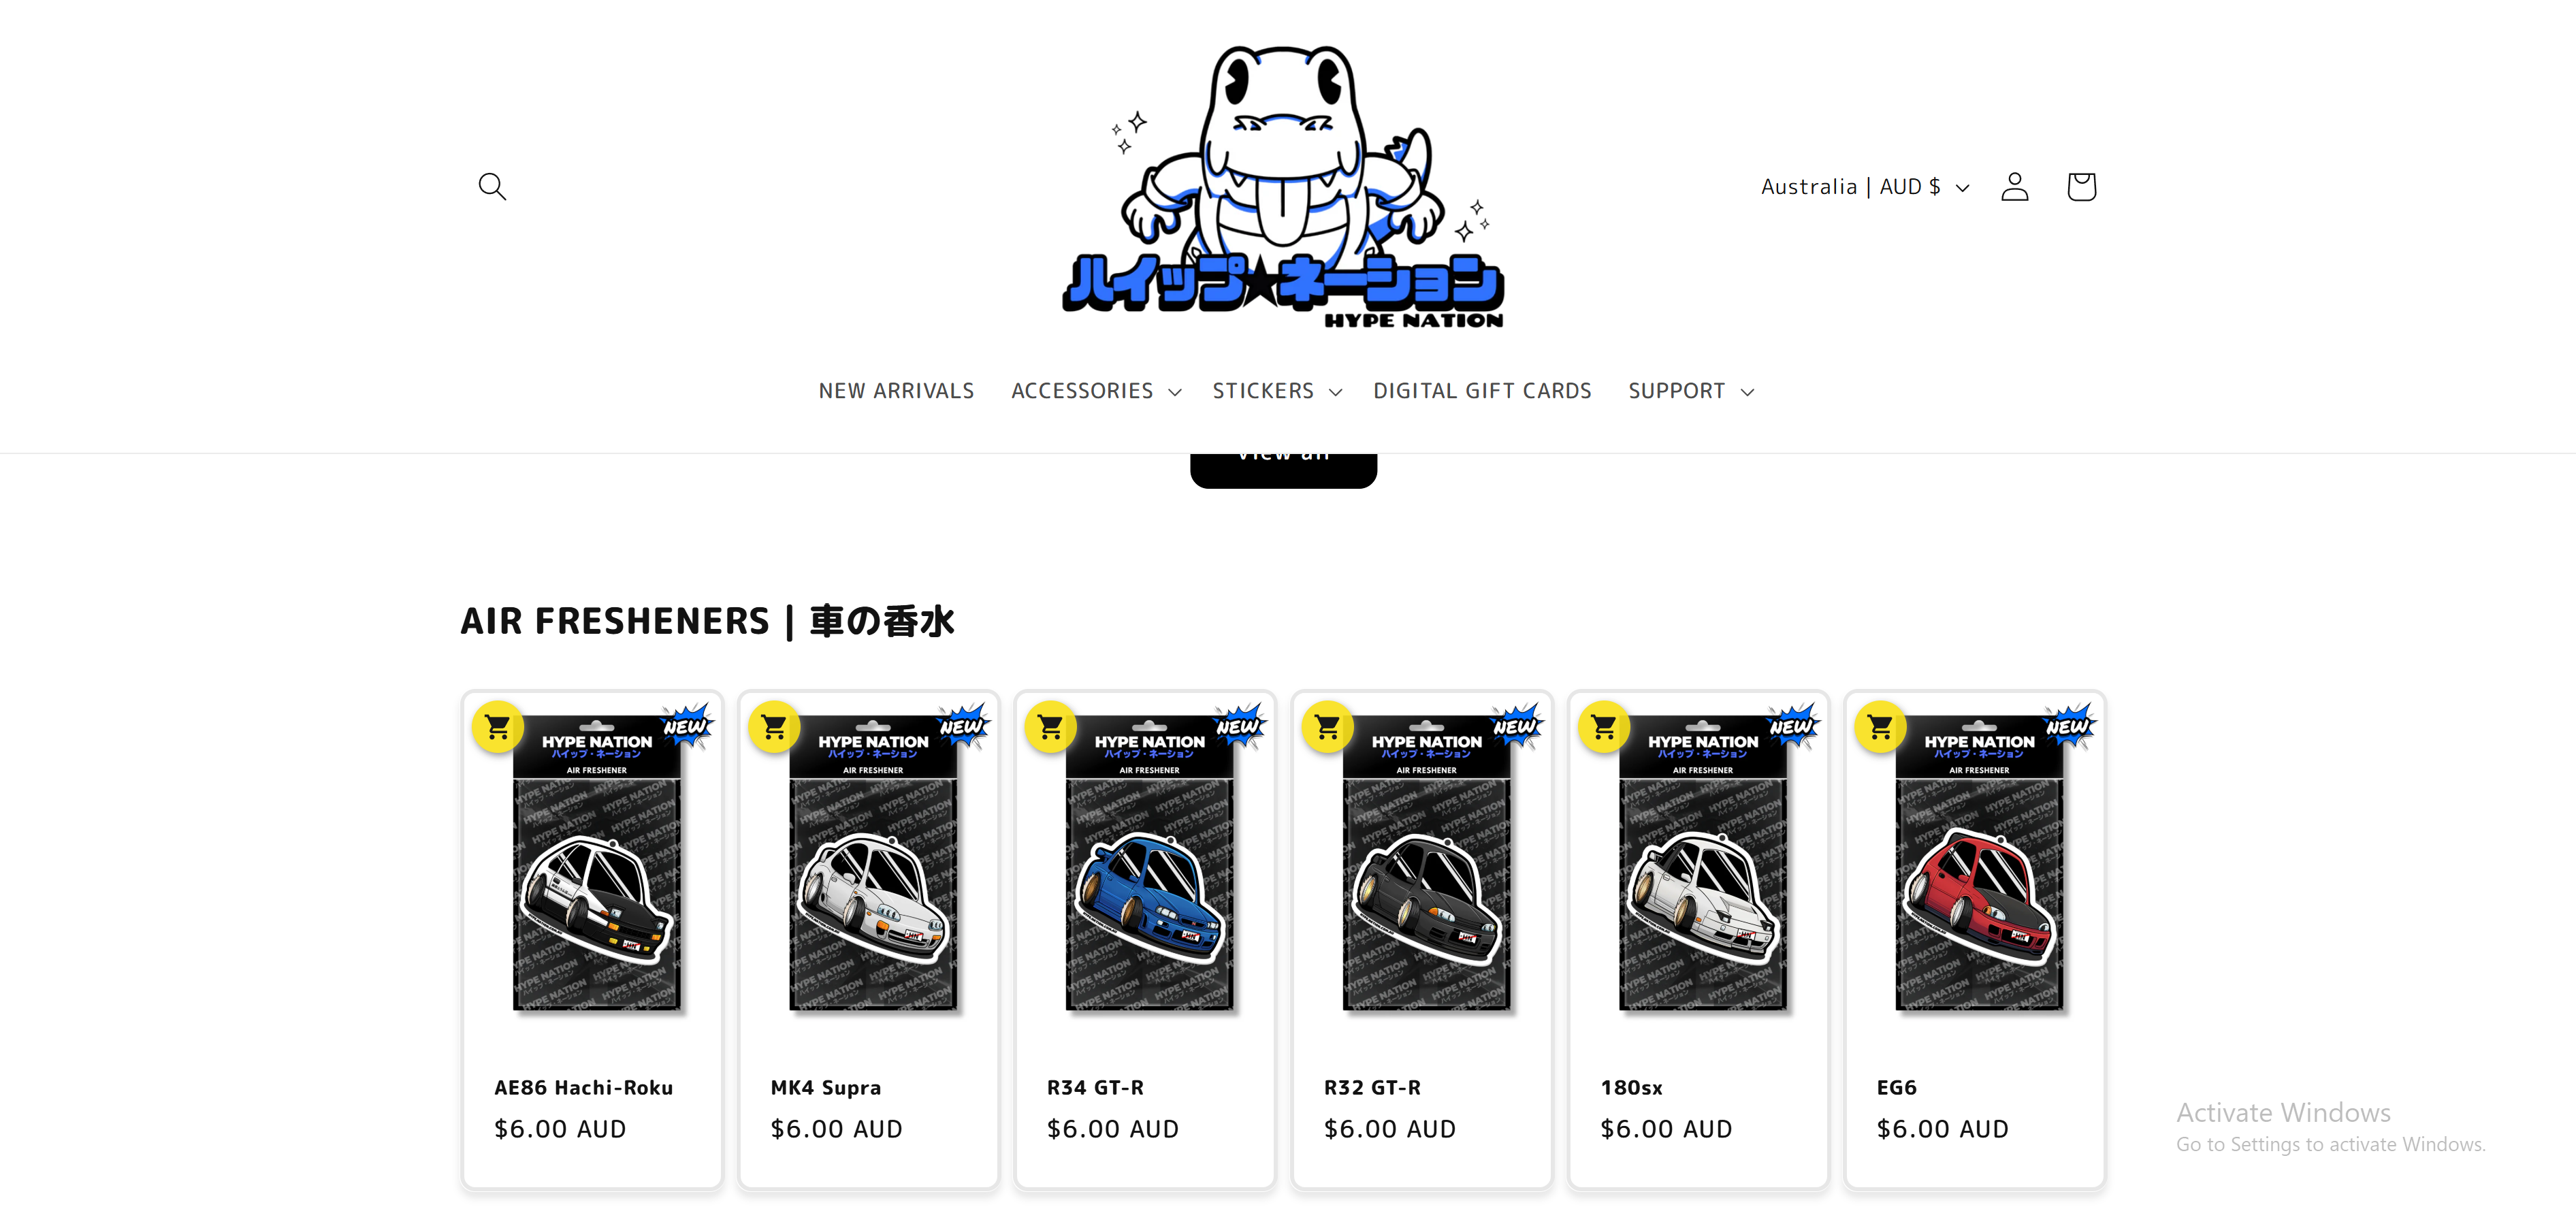 ハイップ★ネーション
HYPE NATION
Australia | AUD $
NEW ARRIVALS ACCESSORIES STICKERS DIGITAL GIFT CARDS SUPPORT
View all
AIR FRESHENERS | 車の香水
NEW
HYPE NATION
ハイップ・ネーション
AIR FRESHENER
AE86 Hachi-Roku
$6.00 AUD
NEW
HYPE NATION
ハイップ・ネーション
AIR FRESHENER
MK4 Supra
$6.00 AUD
NEW
HYPE NATION
ハイップ・ネーション
AIR FRESHENER
R34 GT-R
$6.00 AUD
NEW
HYPE NATION
ハイップ・ネーション
AIR FRESHENER
R32 GT-R
$6.00 AUD
NEW
HYPE NATION
ハイップ・ネーション
AIR FRESHENER
180sx
$6.00 AUD
NEW
HYPE NATION
ハイップ・ネーション
AIR FRESHENER
EG6
$6.00 AUD
Activate Windows
Go to Settings to activate Windows.